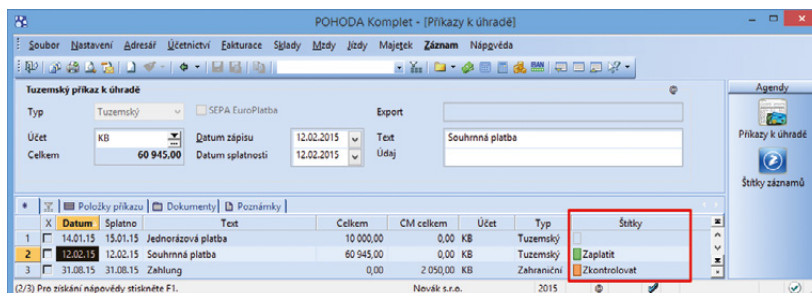 POHODA Komplet - [Příkazy k úhradě]
Soubor Nastavení Adresář Účetnictví Fakturace Sklady Mzdy Jízdy Majetek Záznam Nápověda
Tuzemský příkaz k úhradě
Agendy
Typ Tuzemský SEPA EuroPlatba Export
Účet KB Datum zápisu 12.02.2015 Text Souhrnná platba
Celkem 60 945,00 Datum splatnosti 12.02.2015 Údaj
Příkazy k úhradě
Štítky záznamů
* Položky příkazu Dokumenty Poznámky
X Datum Splatno Text Celkem CM celkem Účet Typ Štítky
1 14.01.15 15.01.15 Jednorázová platba 10 000,00 0,00 KB Tuzemský
2 12.02.15 12.02.15 Souhrnná platba 60 945,00 0,00 KB Tuzemský Zaplatit
3 31.08.15 31.08.15 Zahlung 0,00 2 050,00 KB Zahraniční Zkontrolovat
(2/3) Pro získání nápovědy stiskněte F1. Novák s.r.o. 2015